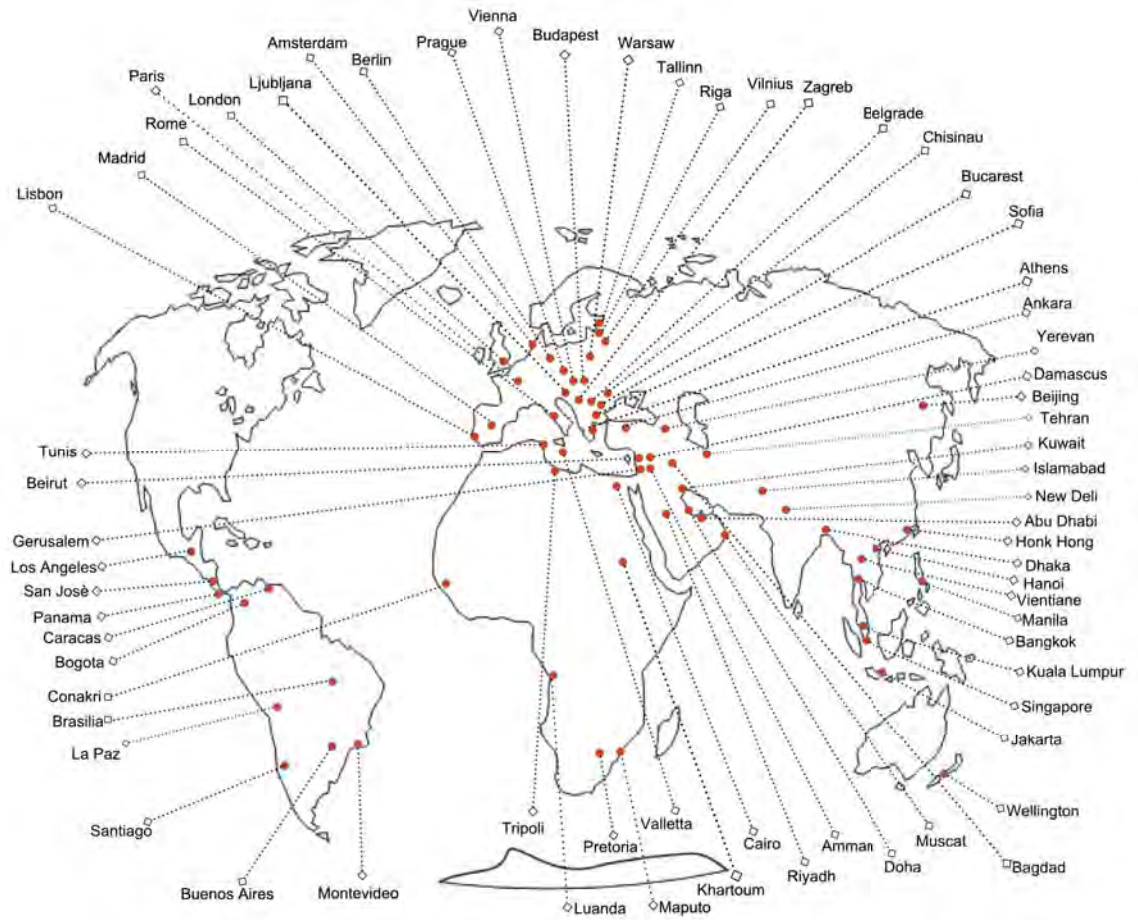 Vienna
Budapest
Amsterdam
Prague
Warsaw
Berlin
Tallinn
Paris
Ljubljana
Riga
Vilnius
Zagreb
London
Belgrade
Rome
Chisinau
Madrid
Bucarest
Lisbon
Sofia
Athens
Ankara
Yerevan
Damascus
Beijing
Tehran
Tunis
Kuwait
Beirut
Islamabad
New Deli
Gerusalem
Abu Dhabi
Honk Hong
Los Angeles
Dhaka
San Josè
Hanoi
Panama
Vientiane
Caracas
Manila
Bogota
Bangkok
Conakri
Kuala Lumpur
Brasilia
Singapore
La Paz
Jakarta
Santiago
Wellington
Tripoli
Valletta
Pretoria
Cairo
Amman
Muscat
Buenos Aires
Montevideo
Khartoum
Riyadh
Doha
Bagdad
Luanda
Maputo